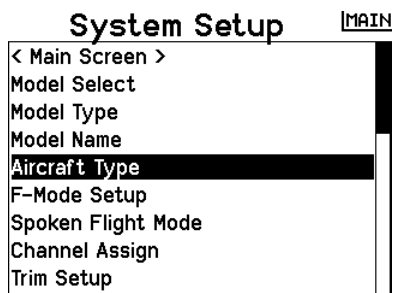 System Setup
MAIN
< Main Screen >
Model Select
Model Type
Model Name
Aircraft Type
F-Mode Setup
Spoken Flight Mode
Channel Assign
Trim Setup